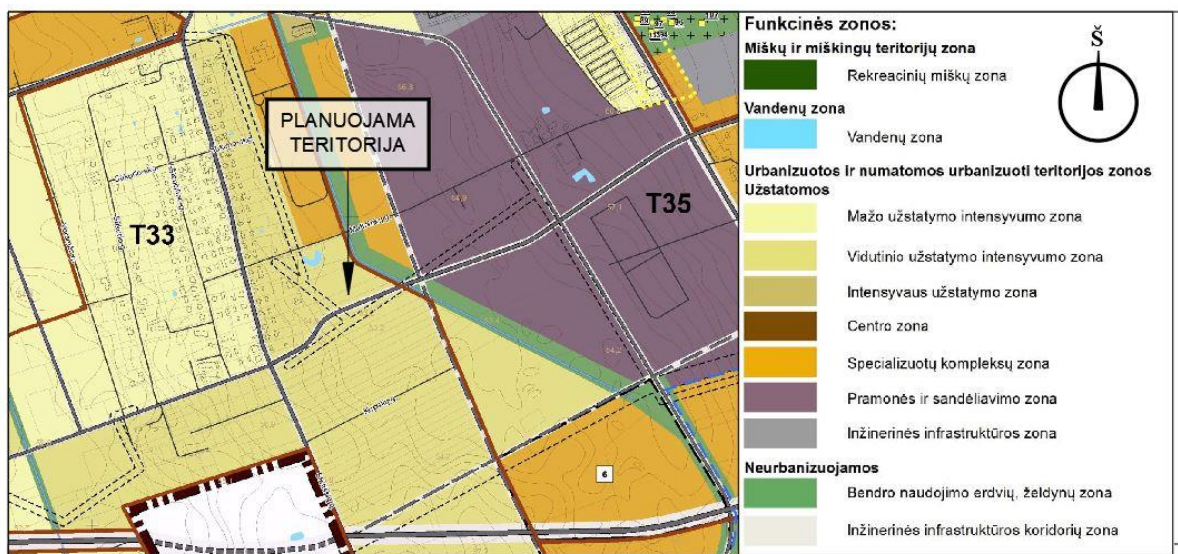 PLANUOJAMA
TERITORIJA
T33
T35
6
Funkcinės zonos:
Miškų ir miškingų teritorijų zona
Rekreacinių miškų zona
Vandenų zona
Vandenų zona
Urbanizuotos ir numatomos urbanizuoti teritorijos zonos
Užstatomos
Mažo užstatymo intensyvumo zona
Vidutinio užstatymo intensyvumo zona
Intensyvaus užstatymo zona
Centro zona
Specializuotų kompleksų zona
Pramonės ir sandėliavimo zona
Inžinerinės infrastruktūros zona
Neurbanizuojamos
Bendro naudojimo erdvių, želdynų zona
Inžinerinės infrastruktūros koridorių zona
Š